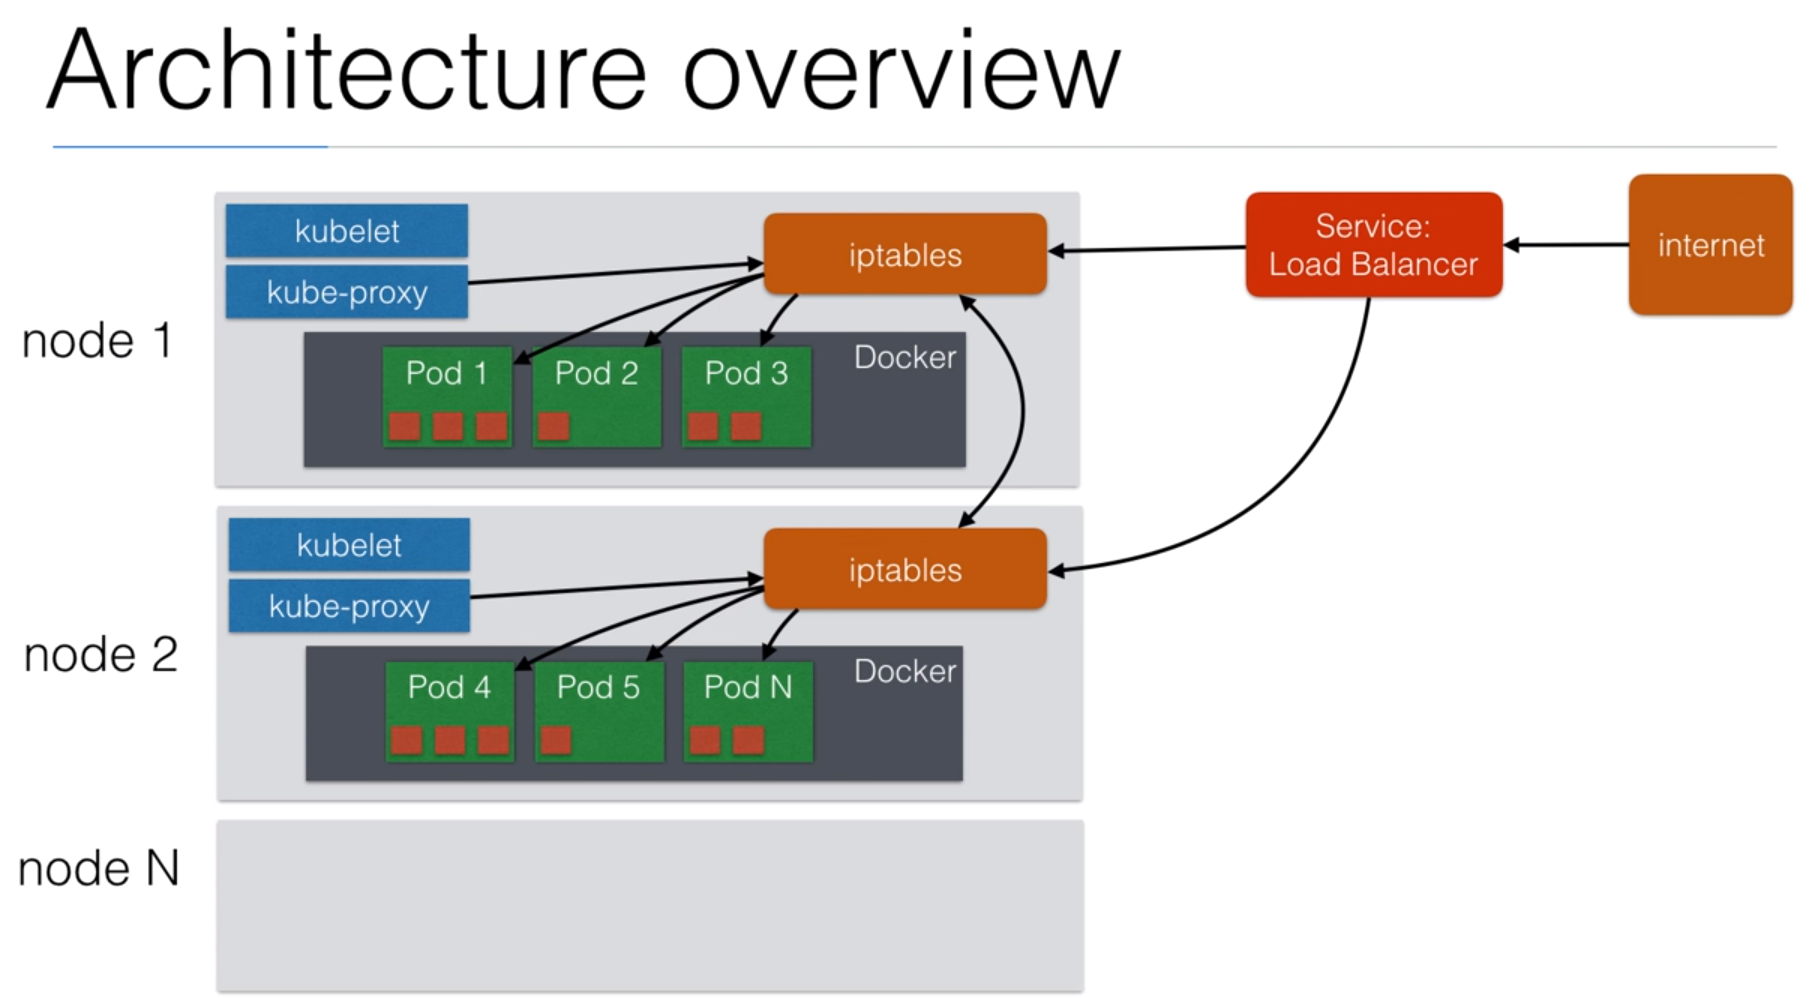 Architecture overview
node 1
kubelet
kube-proxy
iptables
Service:
Load Balancer
internet
Docker
Pod 1
Pod 2
Pod 3
node 2
kubelet
kube-proxy
iptables
Docker
Pod 4
Pod 5
Pod N
node N